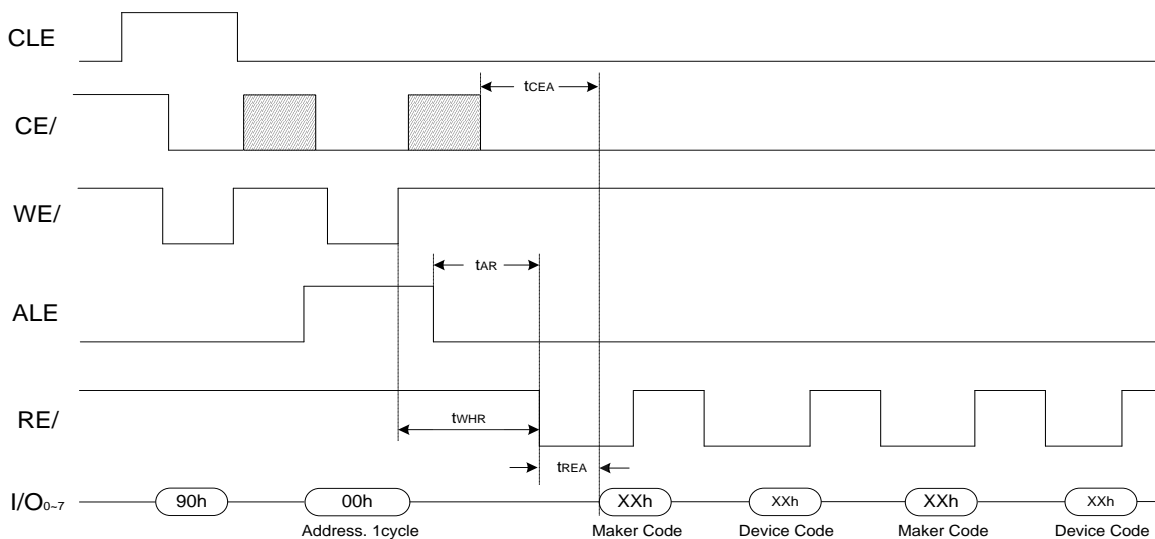 CLE
tCEA
CE/
WE/
tAR
ALE
RE/
tWHR
tREA
I/O0~7 90h 00h XXh XXh XXh XXh
Address. 1cycle Maker Code Device Code Maker Code Device Code